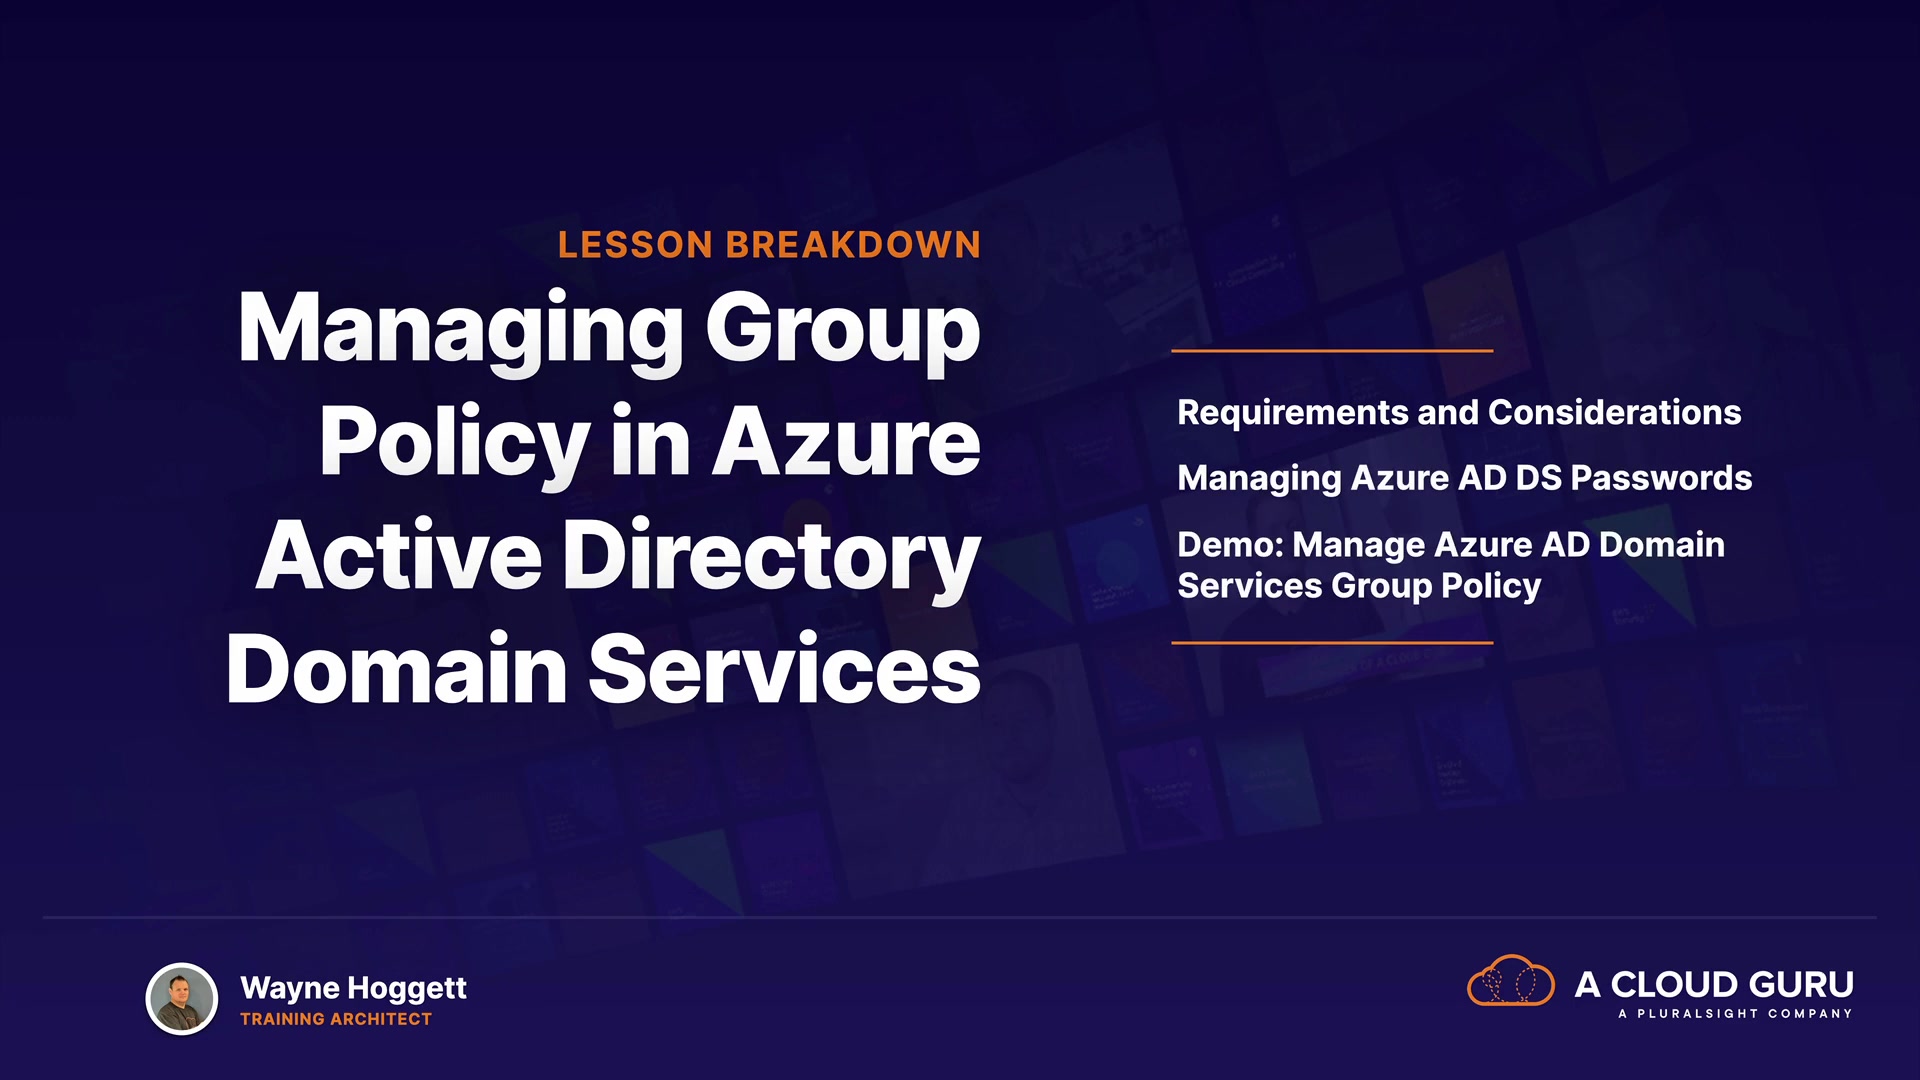 LESSON BREAKDOWN
Managing Group
Policy in Azure
Active Directory
Domain Services
Requirements and Considerations
Managing Azure AD DS Passwords
Demo: Manage Azure AD Domain
Services Group Policy
Wayne Hoggett
TRAINING ARCHITECT
A CLOUD GURU
A PLURALSIGHT COMPANY